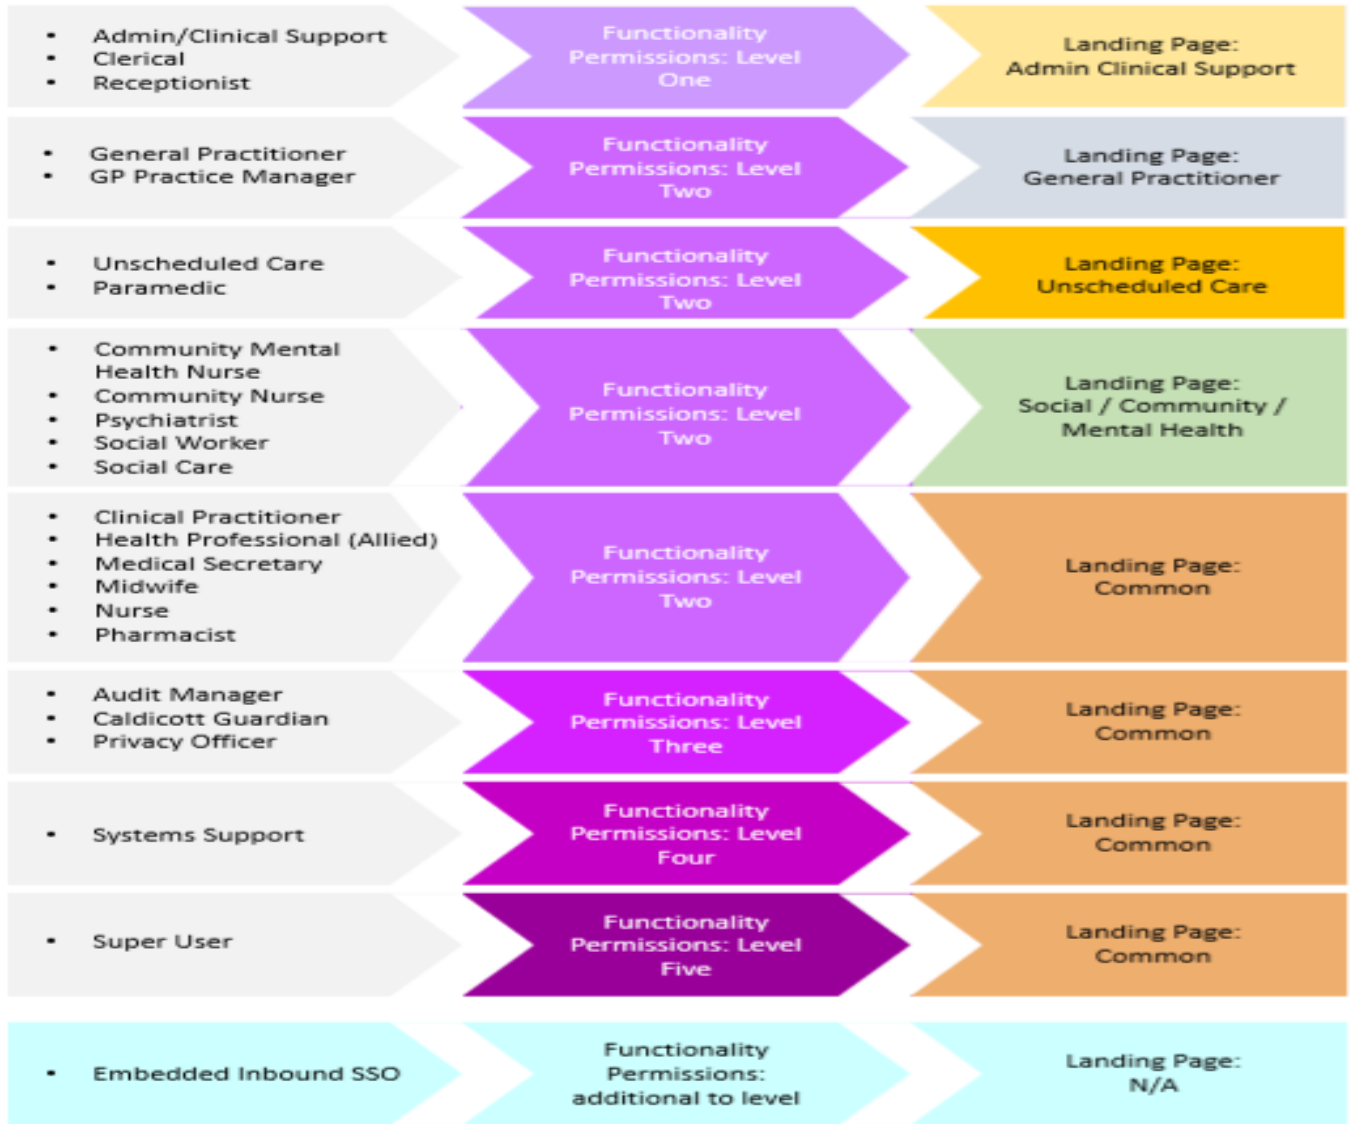 • Admin/Clinical Support
• Clerical
• Receptionist
Functionality
Permissions: Level
One
Landing Page:
Admin Clinical Support
• General Practitioner
• GP Practice Manager
Functionality
Permissions: Level
Two
Landing Page:
General Practitioner
• Unscheduled Care
• Paramedic
Functionality
Permissions: Level
Two
Landing Page:
Unscheduled Care
• Community Mental
Health Nurse
• Community Nurse
• Psychiatrist
• Social Worker
• Social Care
Functionality
Permissions: Level
Two
Landing Page:
Social / Community /
Mental Health
• Clinical Practitioner
• Health Professional (Allied)
• Medical Secretary
• Midwife
• Nurse
• Pharmacist
Functionality
Permissions: Level
Two
Landing Page:
Common
• Audit Manager
• Caldicott Guardian
• Privacy Officer
Functionality
Permissions: Level
Three
Landing Page:
Common
• Systems Support
Functionality
Permissions: Level
Four
Landing Page:
Common
• Super User
Functionality
Permissions: Level
Five
Landing Page:
Common
• Embedded Inbound SSO
Functionality
Permissions:
additional to level
Landing Page:
N/A